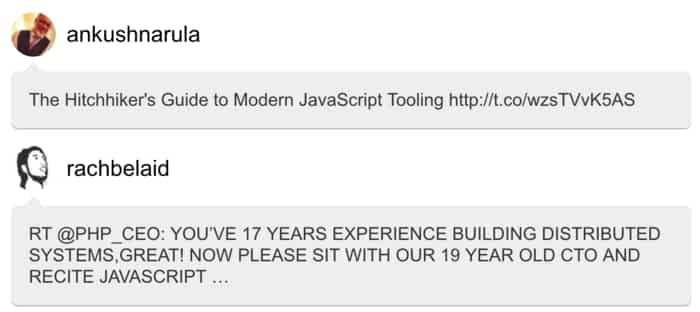 ankushnarula
The Hitchhiker's Guide to Modern JavaScript Tooling http://t.co/wzsTVvK5AS
rachbelaid
RT @PHP_CEO: YOU'VE 17 YEARS EXPERIENCE BUILDING DISTRIBUTED
SYSTEMS,GREAT! NOW PLEASE SIT WITH OUR 19 YEAR OLD CTO AND
RECITE JAVASCRIPT …